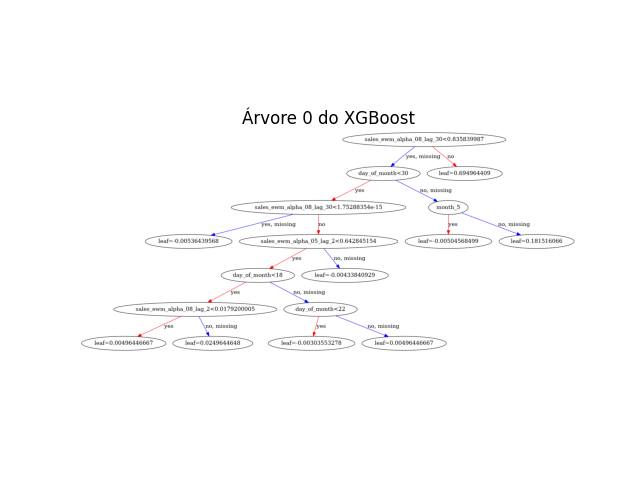 Árvore 0 do XGBoost
sales_ewm_alpha_08_lag_30<0.835839987
yes, missing
no
day_of_month<30
leaf=0.694964409
yes
no, missing
sales_ewm_alpha_08_lag_30<1.75288354e-15
month_5
yes, missing
no
yes
no, missing
leaf=-0.00536439568
sales_ewm_alpha_05_lag_2<0.642845154
leaf=-0.00504568499
leaf=0.181516066
yes
no, missing
day_of_month<18
leaf=-0.00433840929
yes
no, missing
sales_ewm_alpha_08_lag_2<0.0179200005
day_of_month<22
yes
no, missing
yes
no, missing
leaf=0.00496446667
leaf=0.0249644648
leaf=-0.00303553278
leaf=0.00496446667